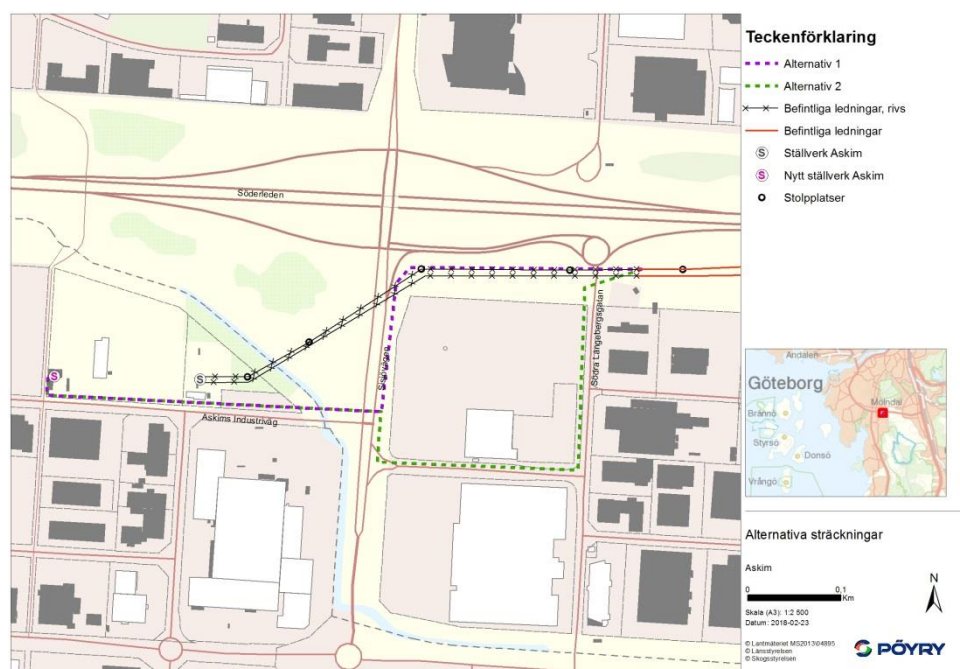 Söderleden
Sisjövägen
Södra Långebergsgatan
S
S
Askims Industriväg
Teckenförklaring
Alternativ 1
Alternativ 2
Befintliga ledningar, rivs
Befintliga ledningar
S Ställverk Askim
S Nytt ställverk Askim
Stolpplatser
Andalen
Göteborg
Mölndal
Brännö
Styrsö
Donsö
Vrångö
Alternativa sträckningar
Askim
0 0,1
Km
Skala (A3): 1:2 500
Datum: 2018-02-23
N
© Lantmäteriet MS2013\04895
© Länsstyrelsen
© Skogsstyrelsen
PÖYRY